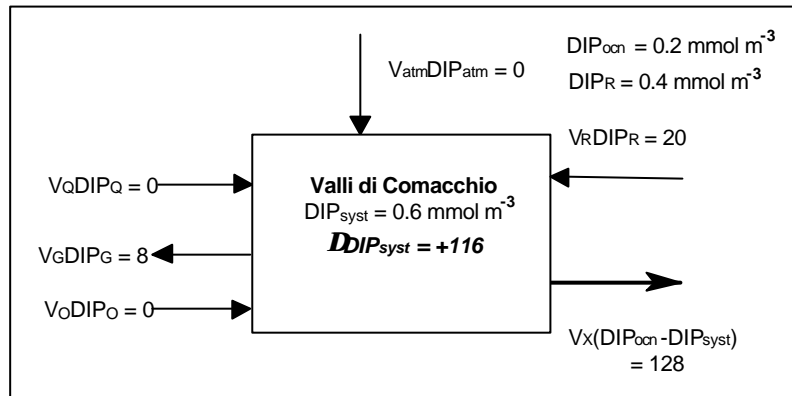 DIPocn = 0.2 mmol m-3
VatmDIPatm = 0
DIPR = 0.4 mmol m-3
VRDIPR = 20
Valli di Comacchio
DIPsyst = 0.6 mmol m-3
DDIPsyst = +116
VQDIPQ = 0
VGDIPG = 8
VODIPO = 0
VX(DIPocn-DIPsyst)
= 128